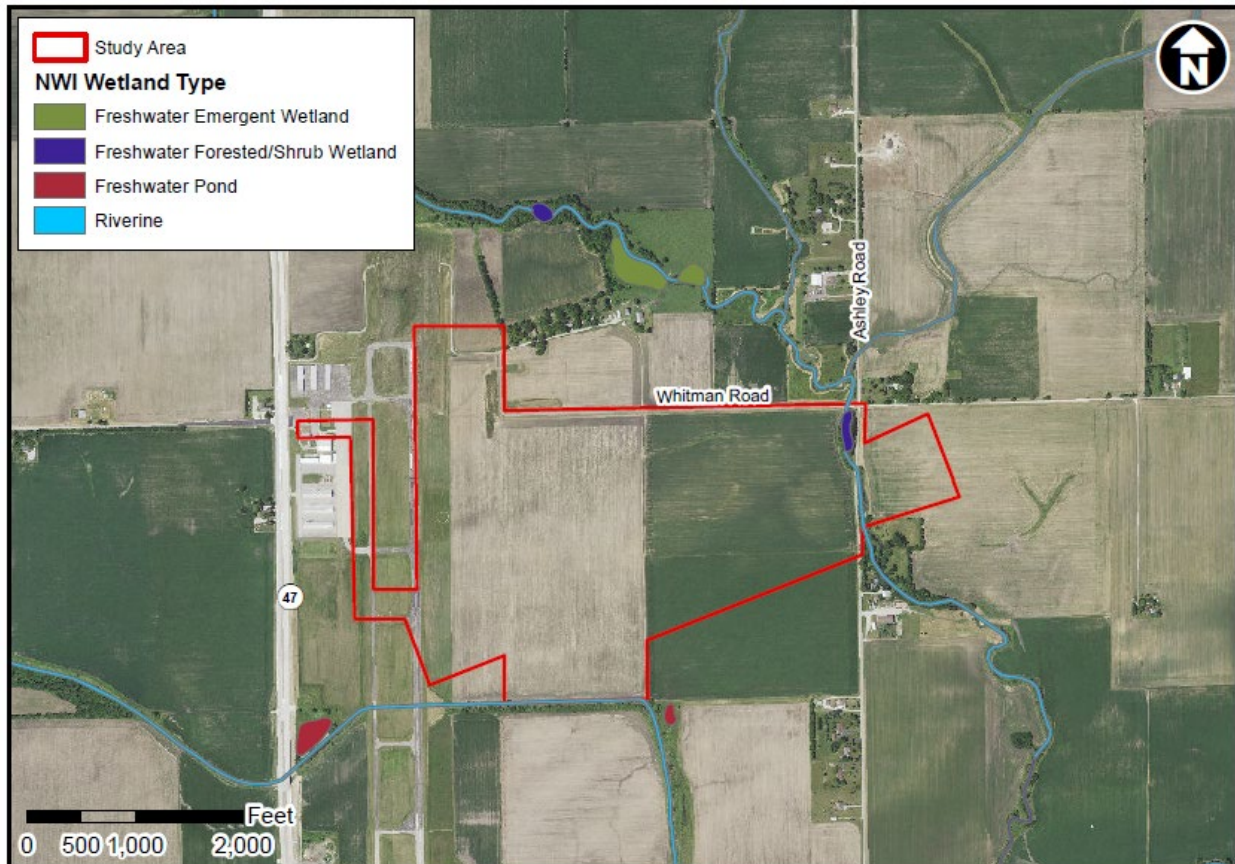 Study Area
NWI Wetland Type
Freshwater Emergent Wetland
Freshwater Forested/Shrub Wetland
Freshwater Pond
Riverine
N
Ashley Road
Whitman Road
47
Feet
0 500 1,000 2,000